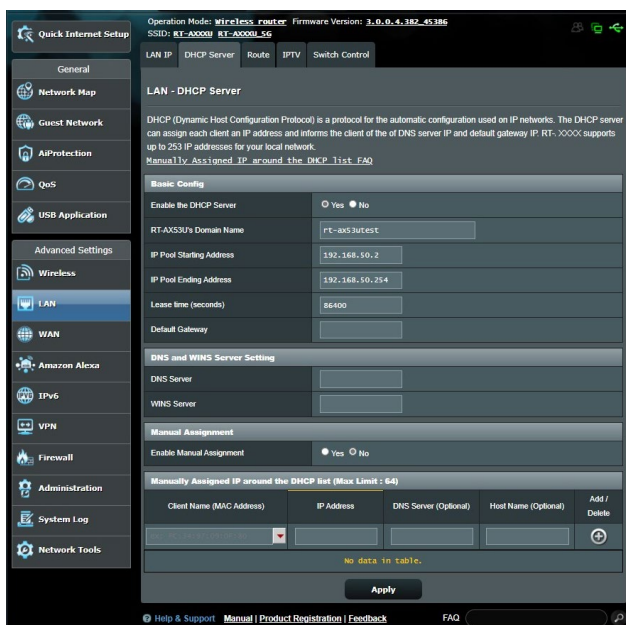 Quick Internet Setup
General
Network Map
Guest Network
AiProtection
QoS
USB Application
Advanced Settings
Wireless
LAN
WAN
Amazon Alexa
IPv6
VPN
Firewall
Administration
System Log
Network Tools
Operation Mode: Wireless router Firmware Version: 3.0.0.4.382_45386
SSID: RT-AXXXU RT-AXXXU_5G
LAN IP DHCP Server Route IPTV Switch Control
LAN - DHCP Server
DHCP (Dynamic Host Configuration Protocol) is a protocol for the automatic configuration used on IP networks. The DHCP server
can assign each client an IP address and informs the client of the of DNS server IP and default gateway IP. RT-. XXXX supports
up to 253 IP addresses for your local network.
Manually Assigned IP around the DHCP list FAQ
Basic Config
Enable the DHCP Server Yes No
RT-AX53U's Domain Name rt-ax53utest
IP Pool Starting Address 192.168.50.2
IP Pool Ending Address 192.168.50.254
Lease time (seconds) 86400
Default Gateway
DNS and WINS Server Setting
DNS Server
WINS Server
Manual Assignment
Enable Manual Assignment Yes No
Manually Assigned IP around the DHCP list (Max Limit : 64)
Client Name (MAC Address) IP Address DNS Server (Optional) Host Name (Optional) Add / Delete
No data in table.
Apply
Help & Support Manual | Product Registration | Feedback FAQ